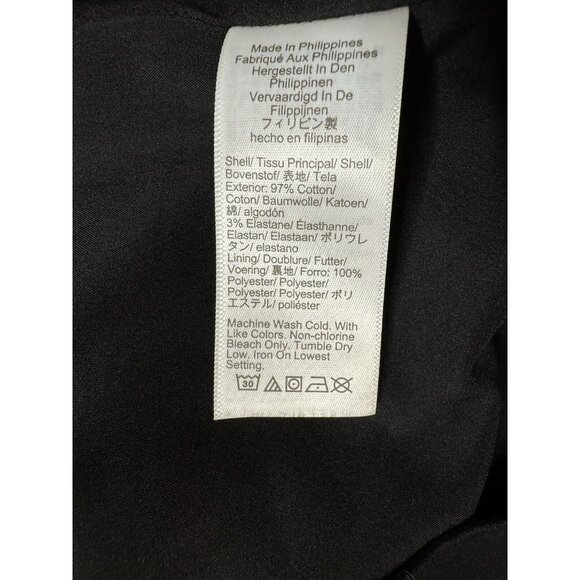 Made In Philippines
Fabriqué Aux Philippines
Hergestellt In Den
Philippinen
Vervaardigd In De
Filippijnen
フィリピン製
hecho en filipinas
Shell/ Tissu Principal/ Shell/
Bovenstof/ 表地/ Tela
Exterior: 97% Cotton/
Coton/ Baumwolle/ Katoen/
綿/ algodón
3% Elastane/ Élasthanne/
Elastan/ Elastaan/ ポリウレ
タン/ elastano
Lining/ Doublure/ Futter/
Voering/ 裏地/ Forro: 100%
Polyester/ Polyester/
Polyester/ Polyester/ ポリ
エステル/ poliéster
Machine Wash Cold. With
Like Colors. Non-chlorine
Bleach Only. Tumble Dry
Low. Iron On Lowest
Setting.
30